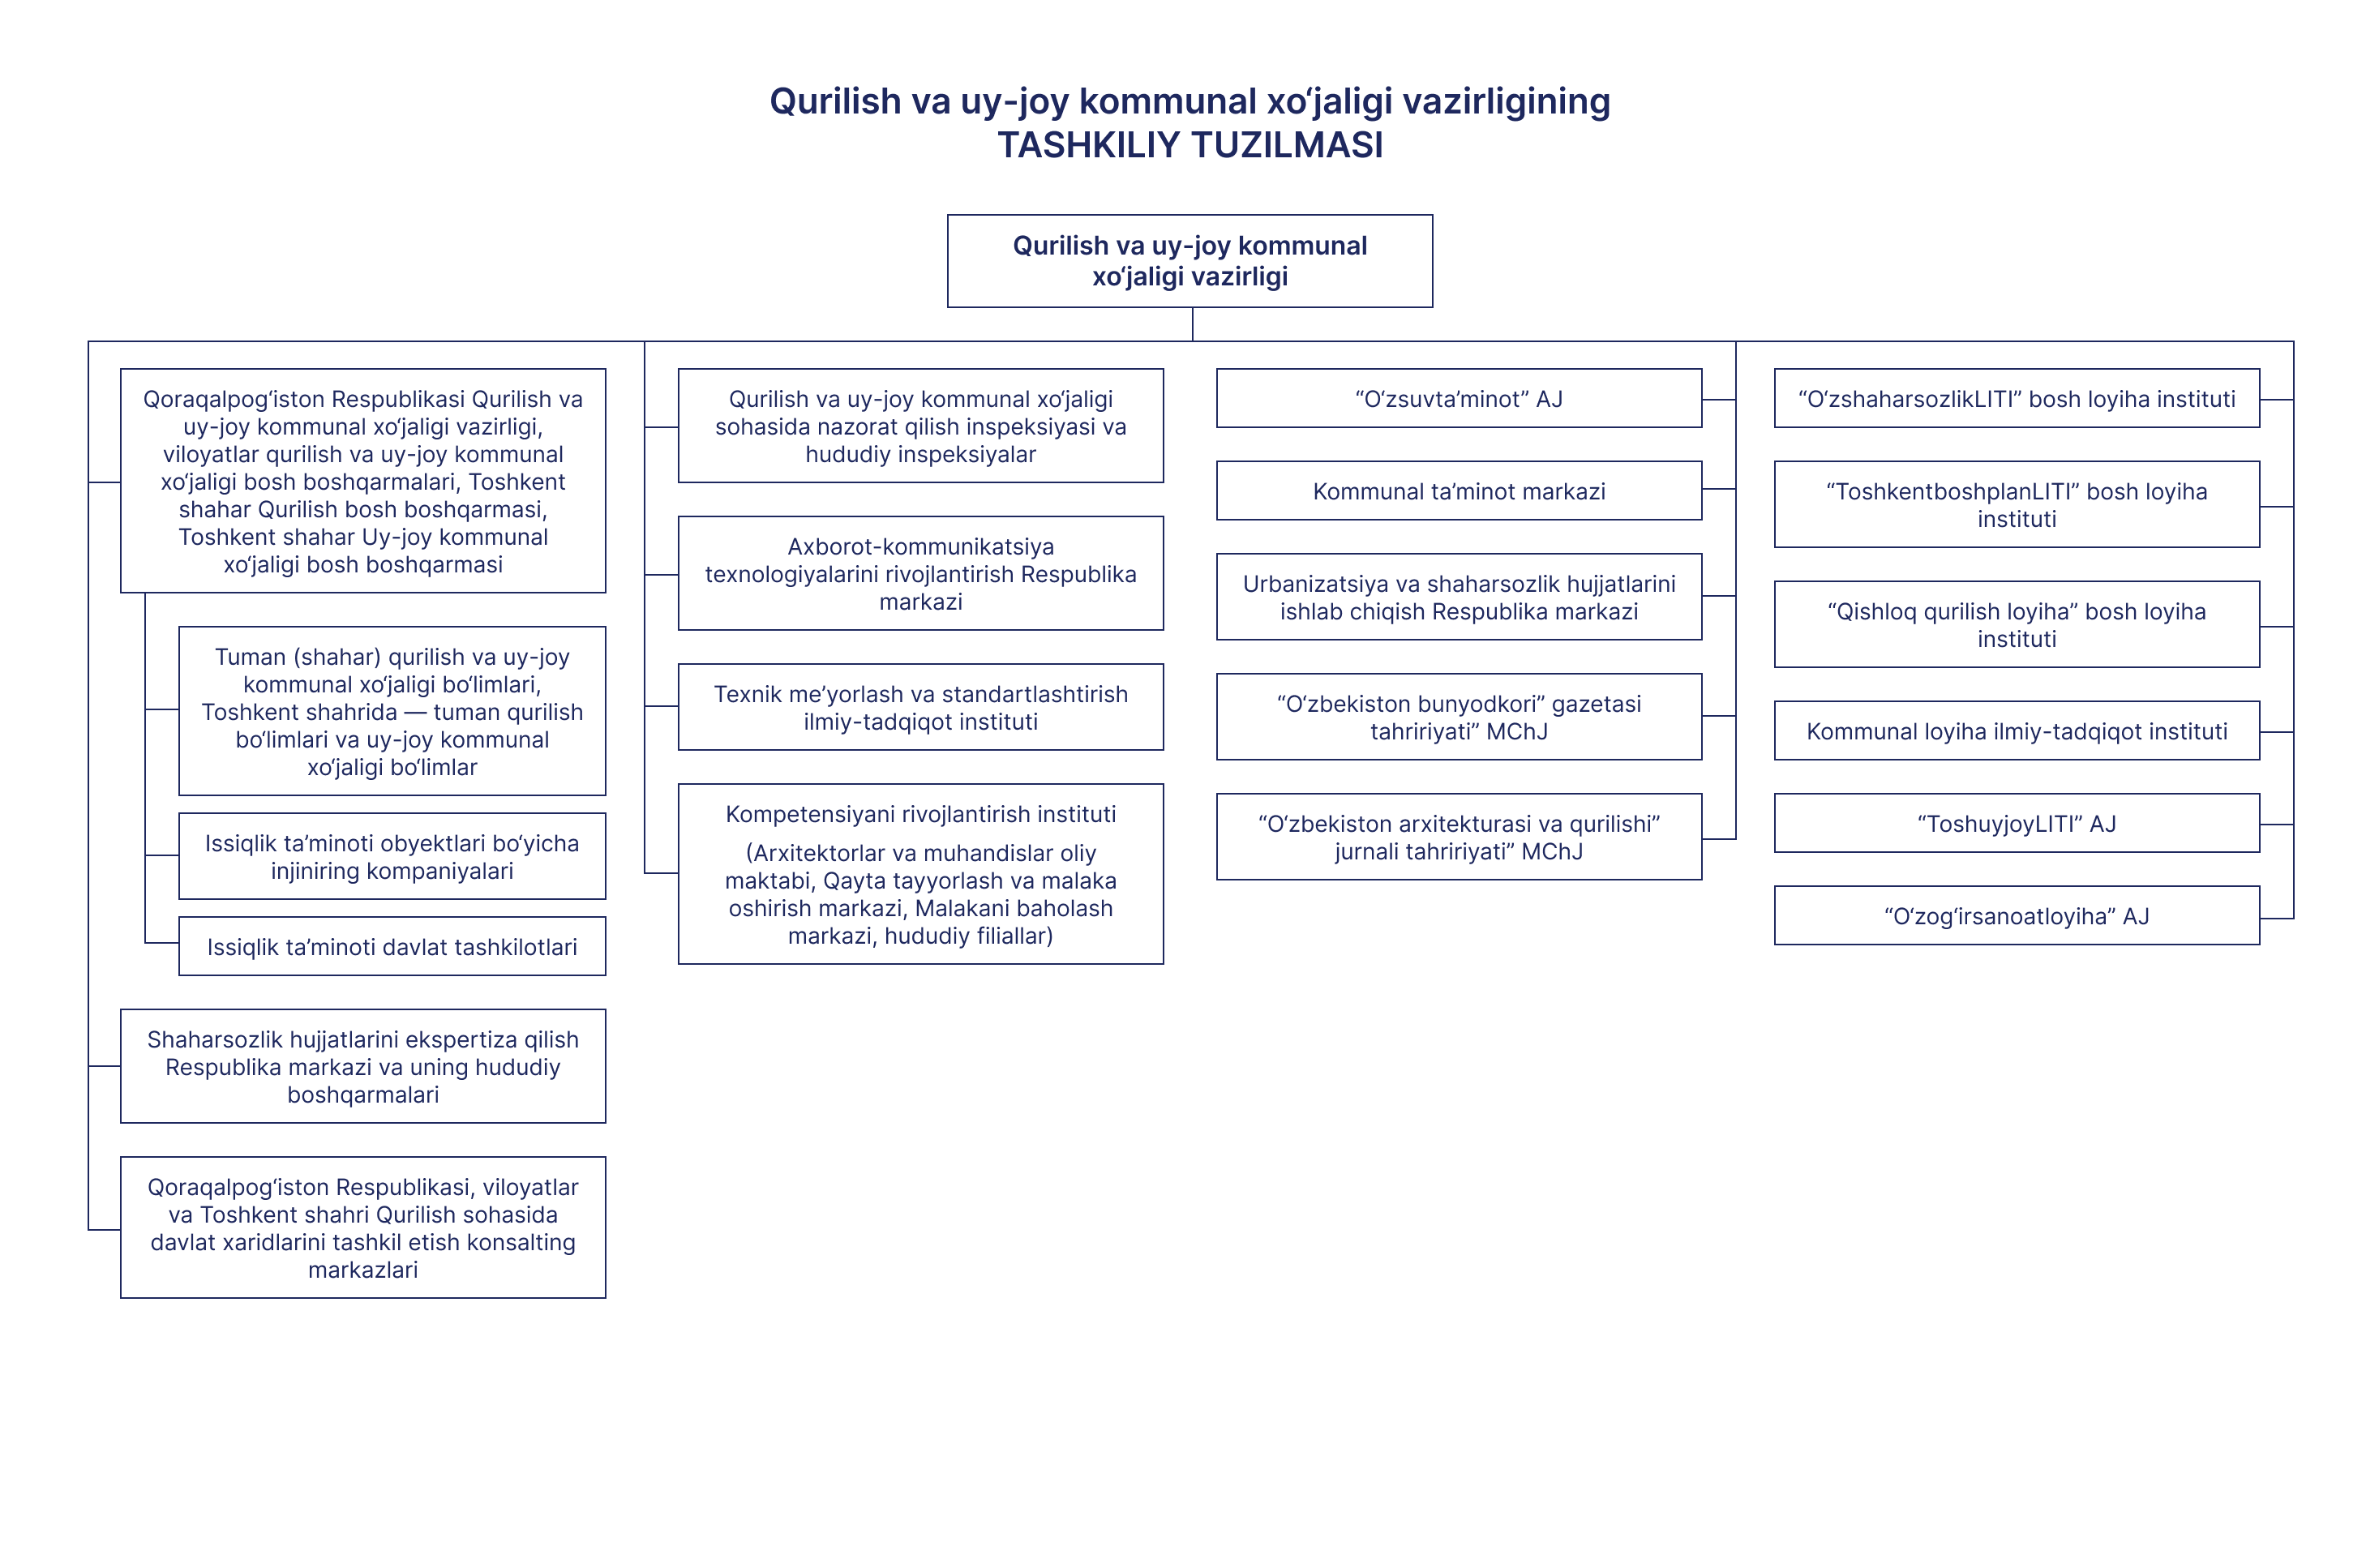 Qurilish va uy-joy kommunal xo‘jaligi vazirligining
TASHKILIY TUZILMASI
Qurilish va uy-joy kommunal
xo‘jaligi vazirligi
Qoraqalpog‘iston Respublikasi Qurilish va
uy-joy kommunal xo‘jaligi vazirligi,
viloyatlar qurilish va uy-joy kommunal
xo‘jaligi bosh boshqarmalari, Toshkent
shahar Qurilish bosh boshqarmasi,
Toshkent shahar Uy-joy kommunal
xo‘jaligi bosh boshqarmasi
Tuman (shahar) qurilish va uy-joy
kommunal xo‘jaligi bo‘limlari,
Toshkent shahrida — tuman qurilish
bo‘limlari va uy-joy kommunal
xo‘jaligi bo‘limlar
Issiqlik ta’minoti obyektlari bo‘yicha
injiniring kompaniyalari
Issiqlik ta’minoti davlat tashkilotlari
Shaharsozlik hujjatlarini ekspertiza qilish
Respublika markazi va uning hududiy
boshqarmalari
Qoraqalpog‘iston Respublikasi, viloyatlar
va Toshkent shahri Qurilish sohasida
davlat xaridlarini tashkil etish konsalting
markazlari
Qurilish va uy-joy kommunal xo‘jaligi
sohasida nazorat qilish inspeksiyasi va
hududiy inspeksiyalar
Axborot-kommunikatsiya
texnologiyalarini rivojlantirish Respublika
markazi
Texnik me’yorlash va standartlashtirish
ilmiy-tadqiqot instituti
Kompetensiyani rivojlantirish instituti
(Arxitektorlar va muhandislar oliy
maktabi, Qayta tayyorlash va malaka
oshirish markazi, Malakani baholash
markazi, hududiy filiallar)
“O‘zsuvta’minot” AJ
Kommunal ta’minot markazi
Urbanizatsiya va shaharsozlik hujjatlarini
ishlab chiqish Respublika markazi
“O‘zbekiston bunyodkori” gazetasi
tahririyati” MChJ
“O‘zbekiston arxitekturasi va qurilishi”
jurnali tahririyati” MChJ
“O‘zshaharsozlikLITI” bosh loyiha instituti
“ToshkentboshplanLITI” bosh loyiha
instituti
“Qishloq qurilish loyiha” bosh loyiha
instituti
Kommunal loyiha ilmiy-tadqiqot instituti
“ToshuyjoyLITI” AJ
“O‘zog‘irsanoatloyiha” AJ